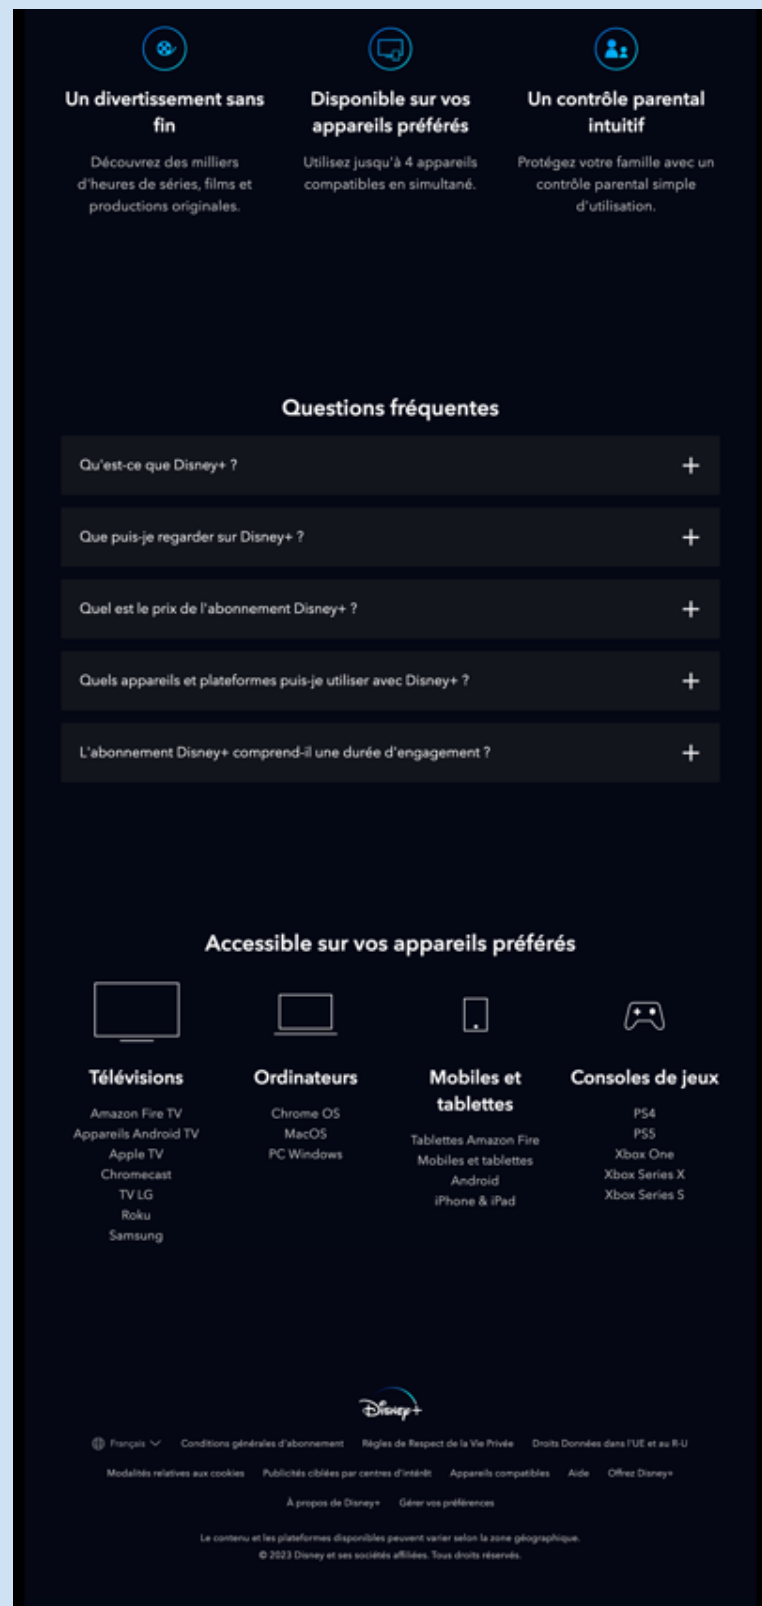 Un divertissement sans
fin
Découvrez des milliers
d'heures de séries, films et
productions originales.
Disponible sur vos
appareils préférés
Utilisez jusqu'à 4 appareils
compatibles en simultané.
Un contrôle parental
intuitif
Protégez votre famille avec un
contrôle parental simple
d'utilisation.
Questions fréquentes
Qu'est-ce que Disney+ ?
Que puis-je regarder sur Disney+ ?
Quel est le prix de l'abonnement Disney+ ?
Quels appareils et plateformes puis-je utiliser avec Disney+ ?
L'abonnement Disney+ comprend-il une durée d'engagement ?
Accessible sur vos appareils préférés
Télévisions
Amazon Fire TV
Appareils Android TV
Apple TV
Chromecast
TV LG
Roku
Samsung
Ordinateurs
Chrome OS
MacOS
PC Windows
Mobiles et
tablettes
Tablettes Amazon Fire
Mobiles et tablettes
Android
iPhone & iPad
Consoles de jeux
PS4
PS5
Xbox One
Xbox Series X
Xbox Series S
Disney+
Français Conditions générales d'abonnement Règles de Respect de la Vie Privée Droits Données dans l'UE et au R-U
Modalités relatives aux cookies Publicités ciblées par centres d'intérêt Appareils compatibles Aide Offrez Disney+
À propos de Disney+ Gérer vos préférences
Le contenu et les plateformes disponibles peuvent varier selon la zone géographique.
© 2023 Disney et ses sociétés affiliées. Tous droits réservés.